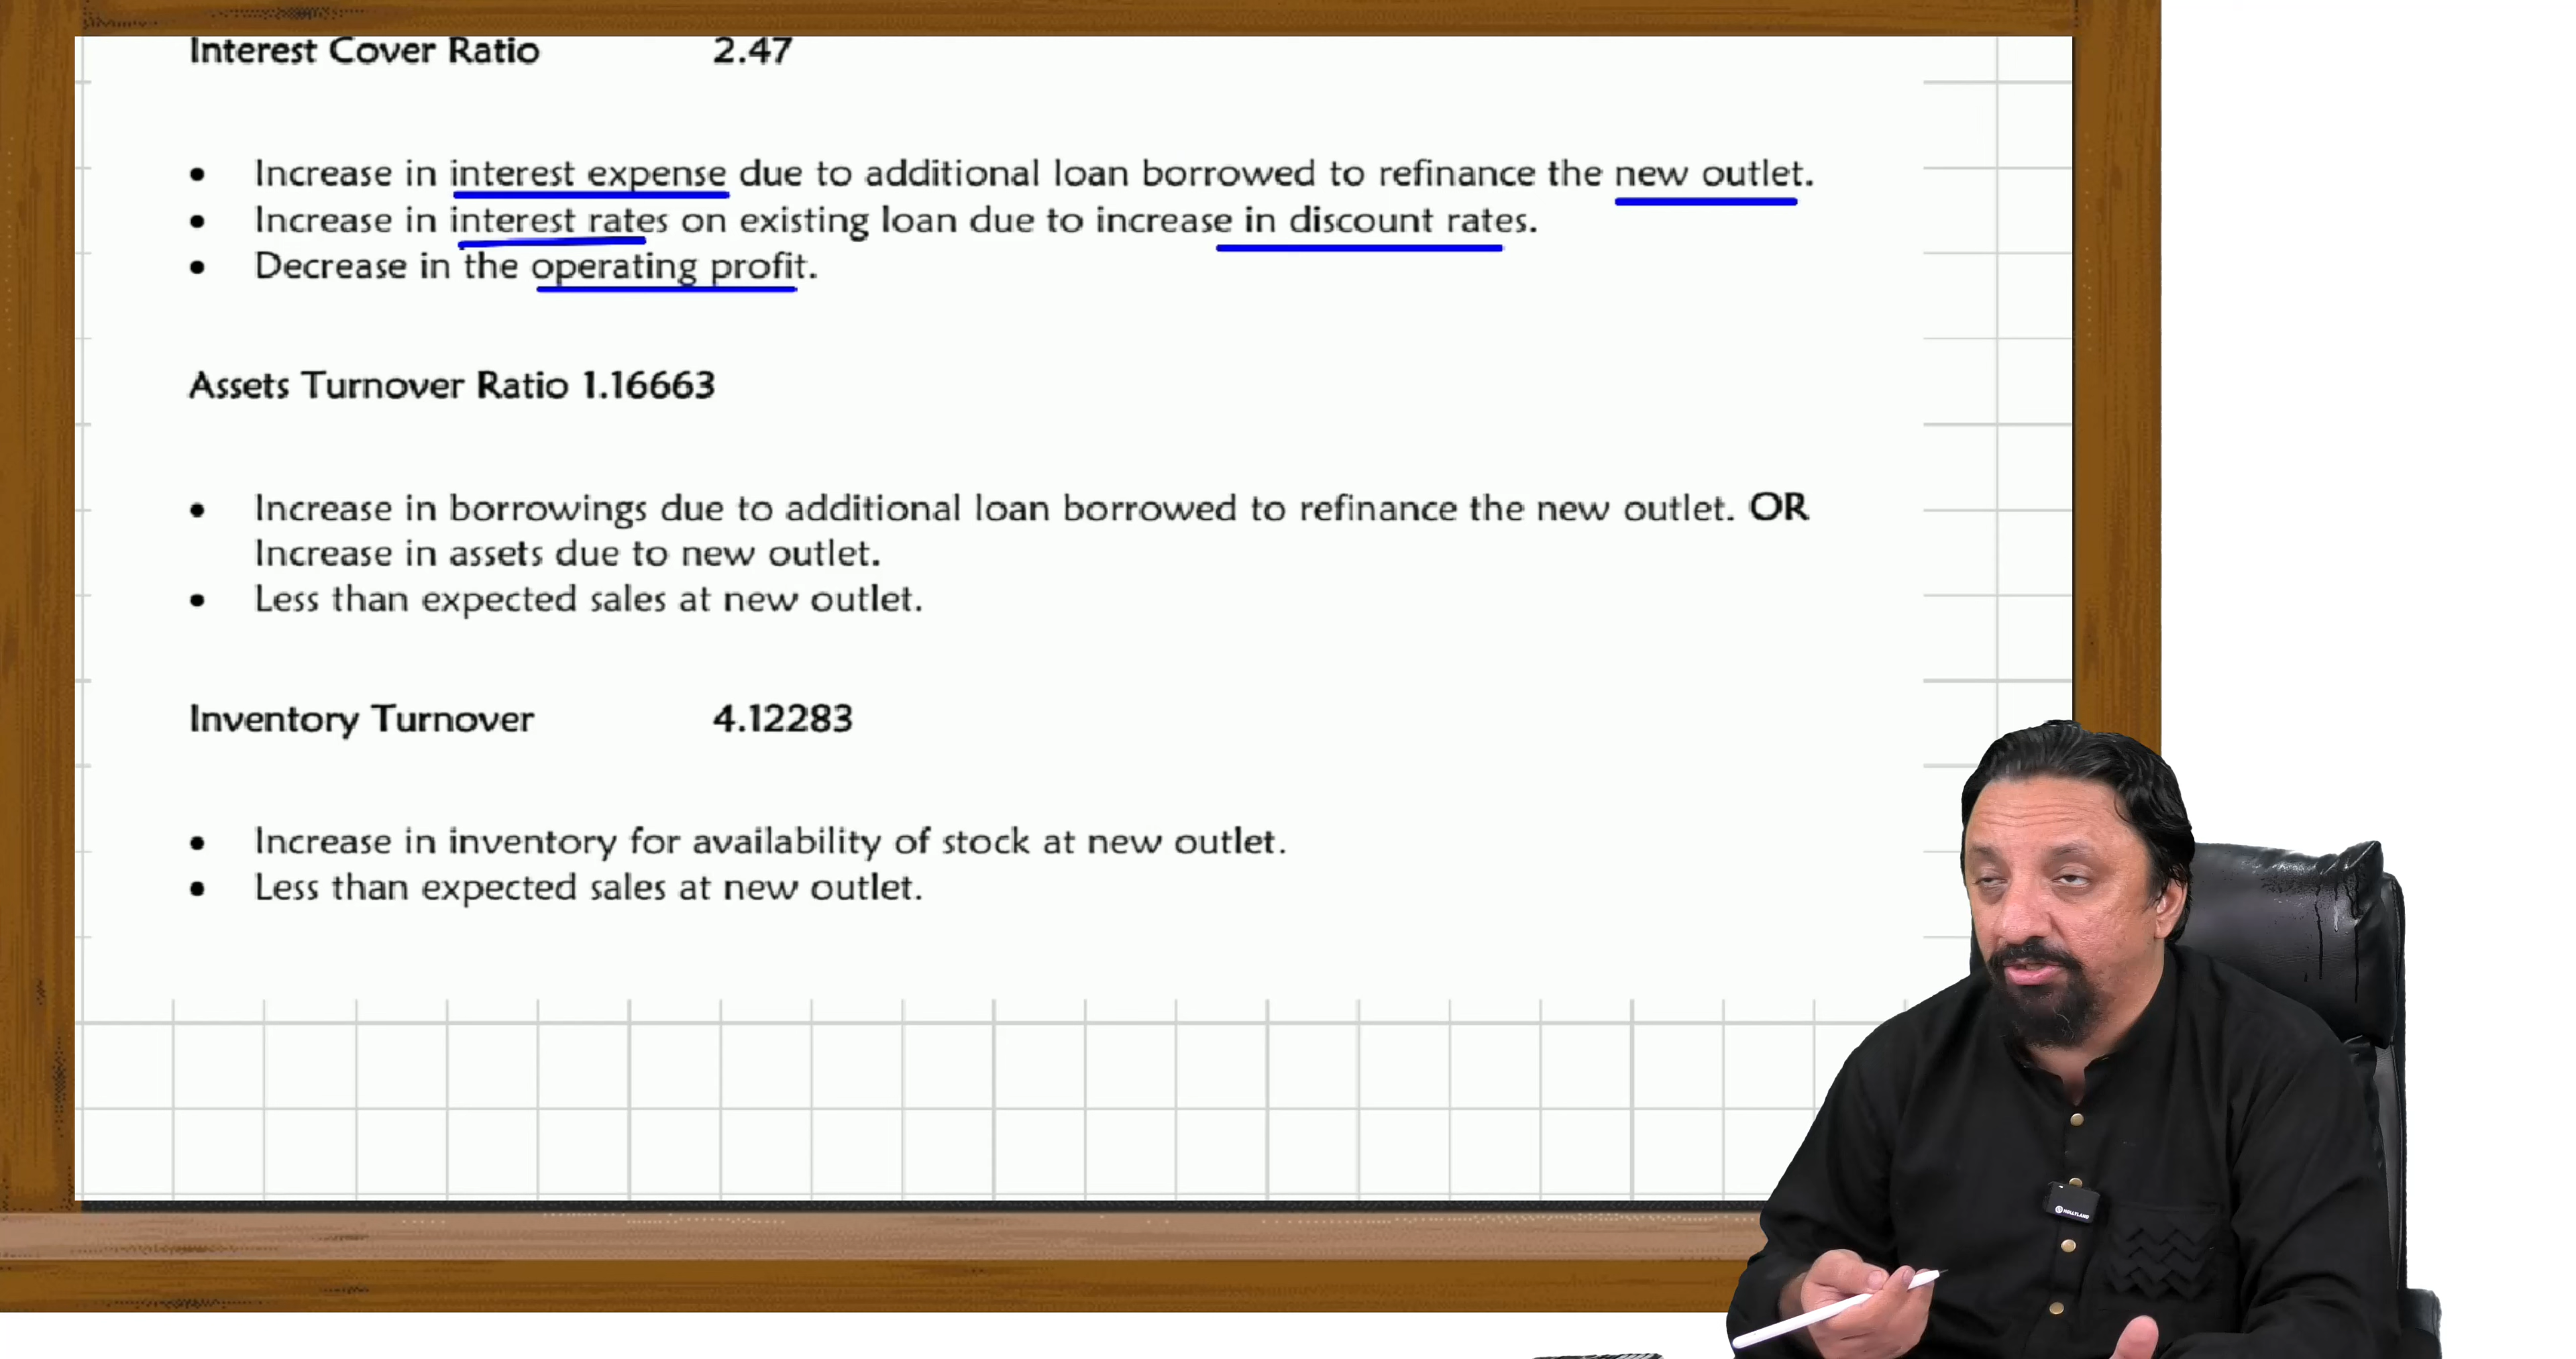 Interest Cover Ratio 2.47
• Increase in interest expense due to additional loan borrowed to refinance the new outlet.
• Increase in interest rates on existing loan due to increase in discount rates.
• Decrease in the operating profit.
Assets Turnover Ratio 1.16663
• Increase in borrowings due to additional loan borrowed to refinance the new outlet. OR
Increase in assets due to new outlet.
• Less than expected sales at new outlet.
Inventory Turnover 4.12283
• Increase in inventory for availability of stock at new outlet.
• Less than expected sales at new outlet.
HOLLYLAND